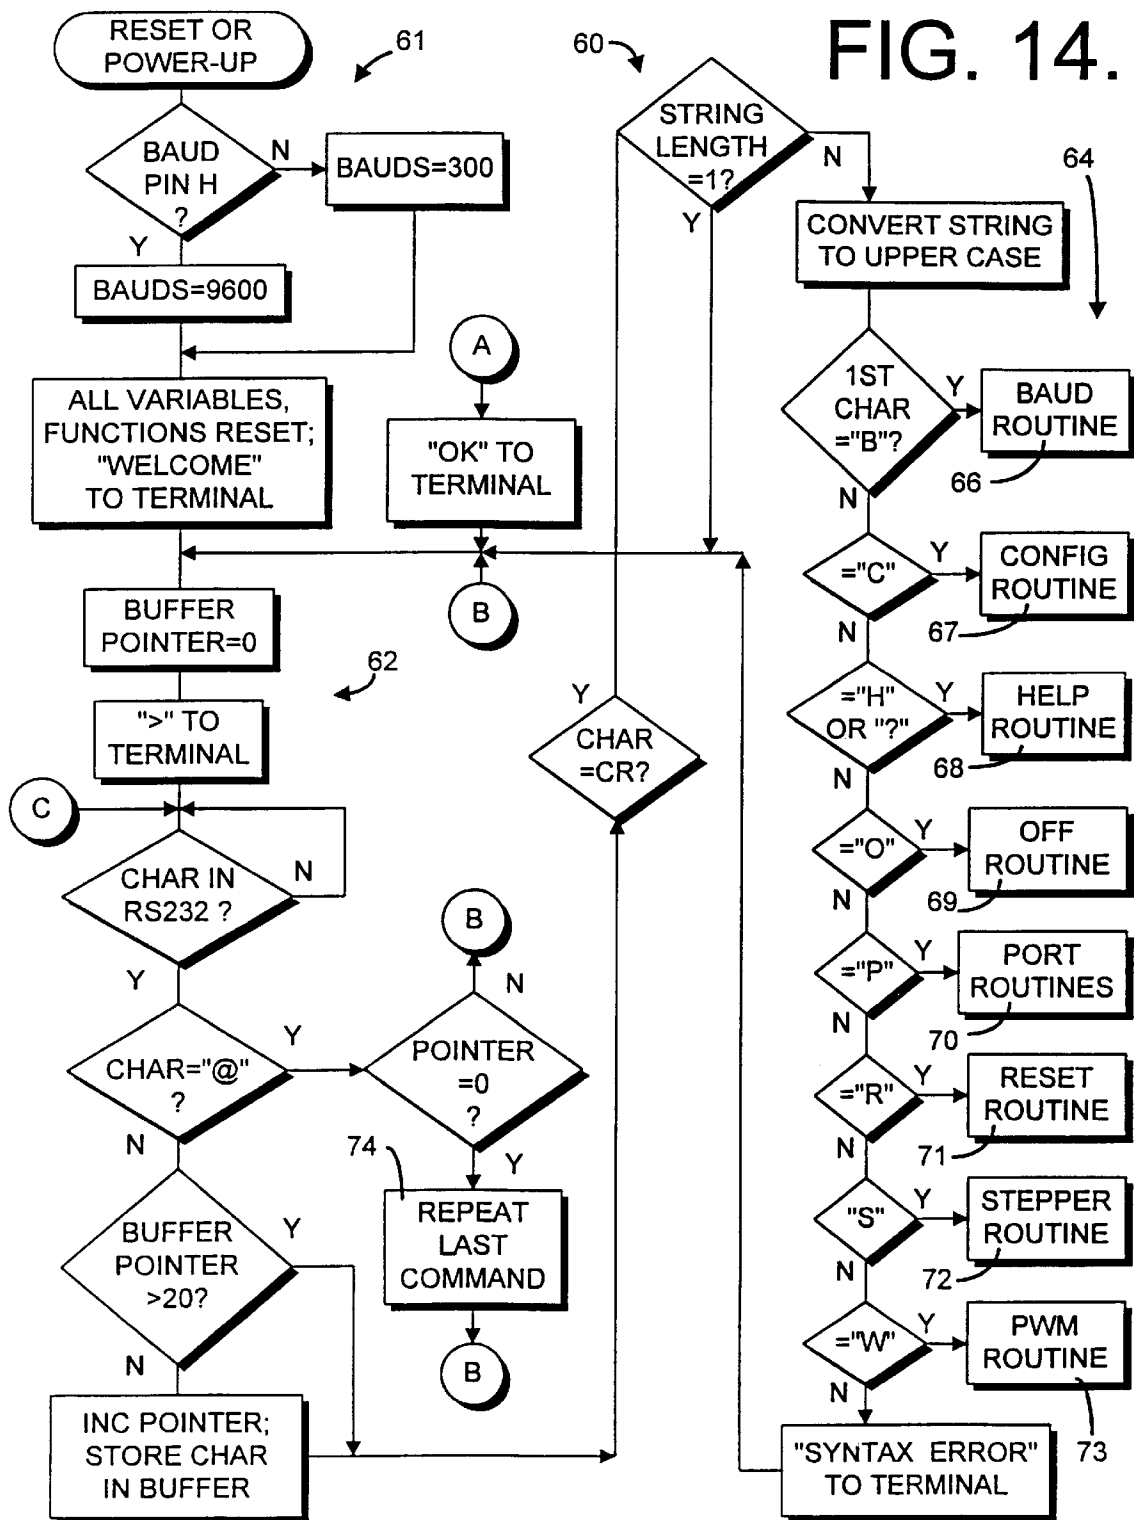 FIG. 14.
RESET OR
POWER-UP
61
BAUD
PIN H
?
N
BAUDS=300
Y
BAUDS=9600
ALL VARIABLES,
FUNCTIONS RESET;
"WELCOME"
TO TERMINAL
A
"OK" TO
TERMINAL
B
BUFFER
POINTER=0
62
">" TO
TERMINAL
C
CHAR IN
RS232 ?
N
Y
CHAR="@"
?
Y
N
B
N
POINTER
=0
?
Y
74
REPEAT
LAST
COMMAND
B
BUFFER
POINTER
>20?
Y
N
INC POINTER;
STORE CHAR
IN BUFFER
CHAR
=CR?
Y
60
STRING
LENGTH
=1?
N
Y
CONVERT STRING
TO UPPER CASE
64
1ST
CHAR
="B"?
Y
BAUD
ROUTINE
66
N
="C"
Y
CONFIG
ROUTINE
67
N
="H"
OR "?"
Y
HELP
ROUTINE
68
N
="O"
Y
OFF
ROUTINE
69
N
="P"
Y
PORT
ROUTINES
70
N
="R"
Y
RESET
ROUTINE
71
N
"S"
Y
STEPPER
ROUTINE
72
N
="W"
Y
PWM
ROUTINE
73
N
"SYNTAX ERROR"
TO TERMINAL